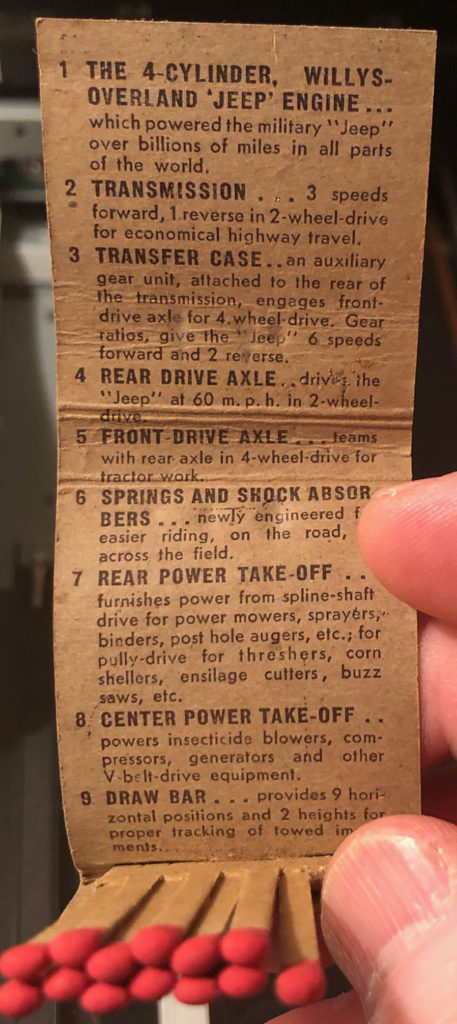 1 THE 4-CYLINDER, WILLYS-
OVERLAND 'JEEP' ENGINE...
which powered the military "Jeep"
over billions of miles in all parts
of the world.
2 TRANSMISSION . . . 3 speeds
forward, 1 reverse in 2-wheel-drive
for economical highway travel.
3 TRANSFER CASE.. an auxiliary
gear unit, attached to the rear of
the transmission, engages front-
drive axle for 4.wheel-drive. Gear
ratios, give the "Jeep" 6 speeds
forward and 2 reverse.
4 REAR DRIVE AXLE.. drives the
"Jeep" at 60 m. p. h. in 2-wheel-
drive.
5 FRONT-DRIVE AXLE... teams
with rear axle in 4-wheel-drive for
tractor work.
6 SPRINGS AND SHOCK ABSOR
BERS ... newly engineered
easier riding, on the road,
across the field.
7 REAR POWER TAKE-OFF . .
furnishes power from spline-shaft
drive for power mowers, sprayers,
binders, post hole augers, etc.; for
pully-drive for threshers, corn
shellers, ensilage cutters, buzz
saws, etc.
8 CENTER POWER TAKE-OFF . .
powers insecticide blowers, com-
pressors, generators and other
V-belt-drive equipment.
9 DRAW BAR . . . provides 9 hori-
zontal positions and 2 heights for
proper tracking of towed im
ments..